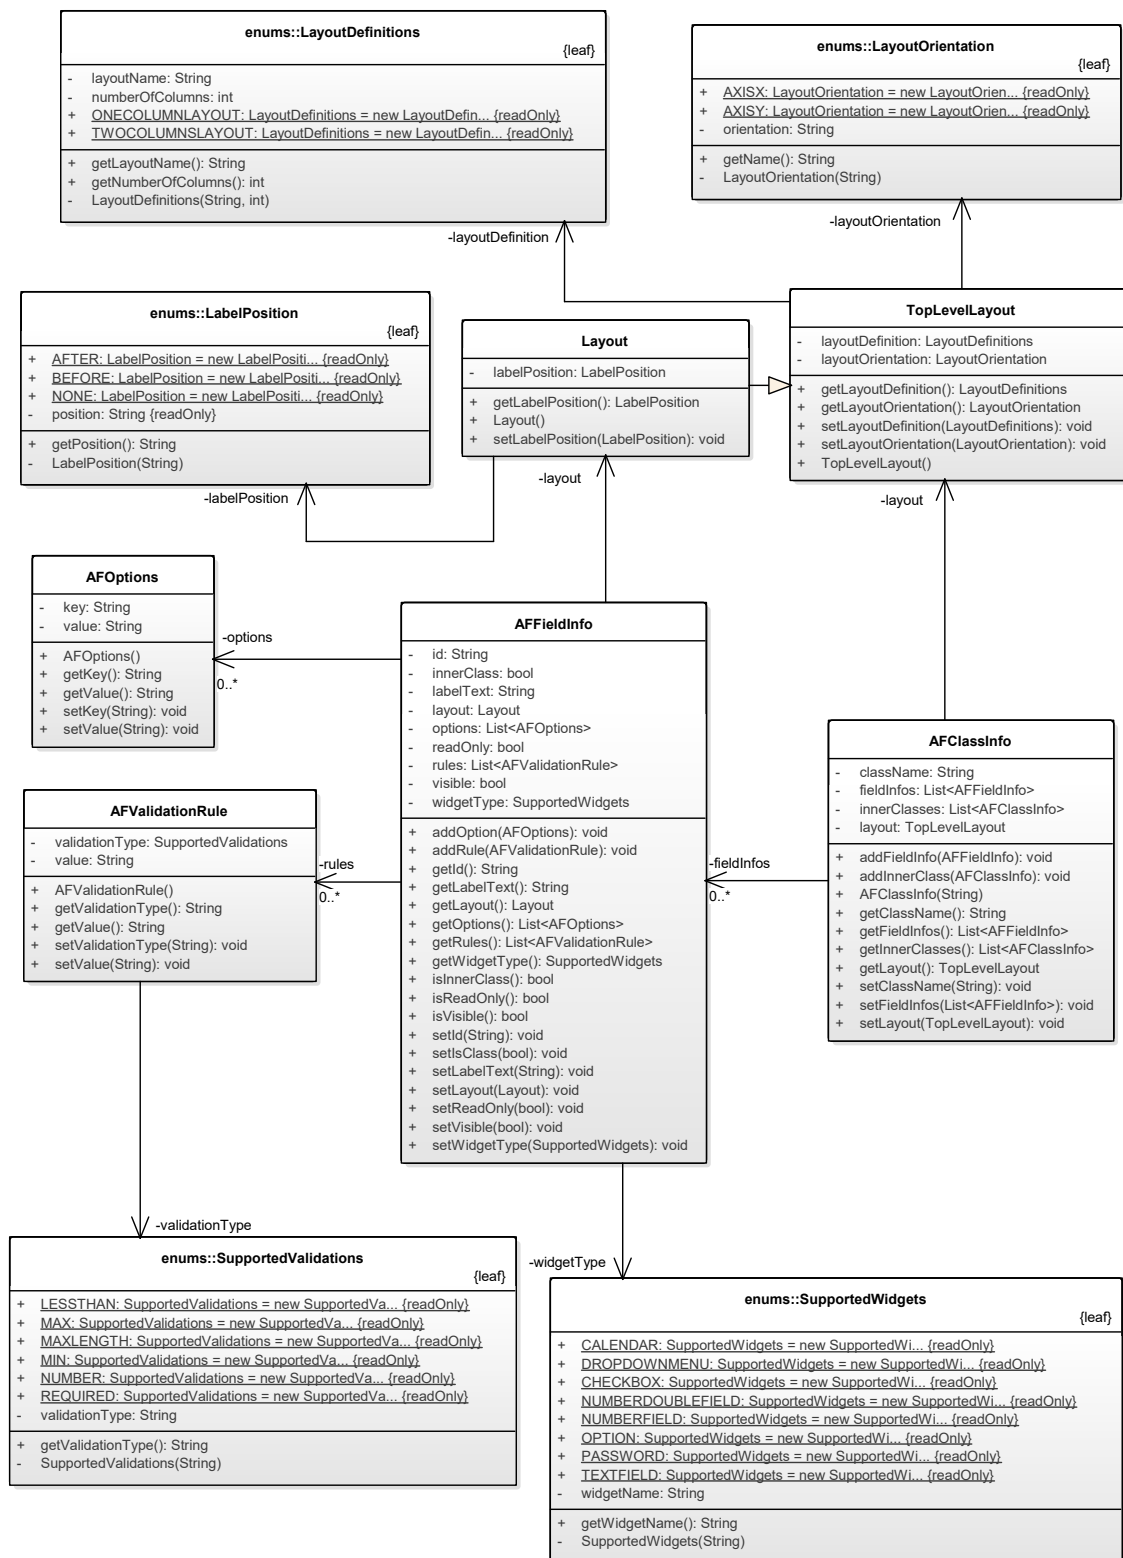 enums::LayoutDefinitions
{leaf}
- layoutName: String
- numberOfColumns: int
+ ONECOLUMNLAYOUT: LayoutDefinitions = new LayoutDefin... {readOnly}
+ TWOCOLUMNSLAYOUT: LayoutDefinitions = new LayoutDefin... {readOnly}
+ getLayoutName(): String
+ getNumberOfColumns(): int
- LayoutDefinitions(String, int)
enums::LayoutOrientation
{leaf}
+ AXISX: LayoutOrientation = new LayoutOrien... {readOnly}
+ AXISY: LayoutOrientation = new LayoutOrien... {readOnly}
- orientation: String
+ getName(): String
- LayoutOrientation(String)
-layoutDefinition
-layoutOrientation
enums::LabelPosition
{leaf}
+ AFTER: LabelPosition = new LabelPositi... {readOnly}
+ BEFORE: LabelPosition = new LabelPositi... {readOnly}
+ NONE: LabelPosition = new LabelPositi... {readOnly}
- position: String {readOnly}
+ getPosition(): String
- LabelPosition(String)
Layout
- labelPosition: LabelPosition
+ getLabelPosition(): LabelPosition
+ Layout()
+ setLabelPosition(LabelPosition): void
TopLevelLayout
- layoutDefinition: LayoutDefinitions
- layoutOrientation: LayoutOrientation
+ getLayoutDefinition(): LayoutDefinitions
+ getLayoutOrientation(): LayoutOrientation
+ setLayoutDefinition(LayoutDefinitions): void
+ setLayoutOrientation(LayoutOrientation): void
+ TopLevelLayout()
-labelPosition
-layout
-layout
AFOptions
- key: String
- value: String
+ AFOptions()
+ getKey(): String
+ getValue(): String
+ setKey(String): void
+ setValue(String): void
-options
0..*
AFFieldInfo
- id: String
- innerClass: bool
- labelText: String
- layout: Layout
- options: List<AFOptions>
- readOnly: bool
- rules: List<AFValidationRule>
- visible: bool
- widgetType: SupportedWidgets
+ addOption(AFOptions): void
+ addRule(AFValidationRule): void
+ getId(): String
+ getLabelText(): String
+ getLayout(): Layout
+ getOptions(): List<AFOptions>
+ getRules(): List<AFValidationRule>
+ getWidgetType(): SupportedWidgets
+ isInnerClass(): bool
+ isReadOnly(): bool
+ isVisible(): bool
+ setId(String): void
+ setIsClass(bool): void
+ setLabelText(String): void
+ setLayout(Layout): void
+ setReadOnly(bool): void
+ setVisible(bool): void
+ setWidgetType(SupportedWidgets): void
AFClassInfo
- className: String
- fieldInfos: List<AFFieldInfo>
- innerClasses: List<AFClassInfo>
- layout: TopLevelLayout
+ addFieldInfo(AFFieldInfo): void
+ addInnerClass(AFClassInfo): void
+ AFClassInfo(String)
+ getClassName(): String
+ getFieldInfos(): List<AFFieldInfo>
+ getInnerClasses(): List<AFClassInfo>
+ getLayout(): TopLevelLayout
+ setClassName(String): void
+ setFieldInfos(List<AFFieldInfo>): void
+ setLayout(TopLevelLayout): void
AFValidationRule
- validationType: SupportedValidations
- value: String
+ AFValidationRule()
+ getValidationType(): String
+ getValue(): String
+ setValidationType(String): void
+ setValue(String): void
-rules
0..*
-fieldInfos
0..*
-validationType
-widgetType
enums::SupportedValidations
{leaf}
+ LESSTHAN: SupportedValidations = new SupportedVa... {readOnly}
+ MAX: SupportedValidations = new SupportedVa... {readOnly}
+ MAXLENGTH: SupportedValidations = new SupportedVa... {readOnly}
+ MIN: SupportedValidations = new SupportedVa... {readOnly}
+ NUMBER: SupportedValidations = new SupportedVa... {readOnly}
+ REQUIRED: SupportedValidations = new SupportedVa... {readOnly}
- validationType: String
+ getValidationType(): String
- SupportedValidations(String)
enums::SupportedWidgets
{leaf}
+ CALENDAR: SupportedWidgets = new SupportedWi... {readOnly}
+ DROPDOWNMENU: SupportedWidgets = new SupportedWi... {readOnly}
+ CHECKBOX: SupportedWidgets = new SupportedWi... {readOnly}
+ NUMBERDOUBLEFIELD: SupportedWidgets = new SupportedWi... {readOnly}
+ NUMBERFIELD: SupportedWidgets = new SupportedWi... {readOnly}
+ OPTION: SupportedWidgets = new SupportedWi... {readOnly}
+ PASSWORD: SupportedWidgets = new SupportedWi... {readOnly}
+ TEXTFIELD: SupportedWidgets = new SupportedWi... {readOnly}
- widgetName: String
+ getWidgetName(): String
- SupportedWidgets(String)